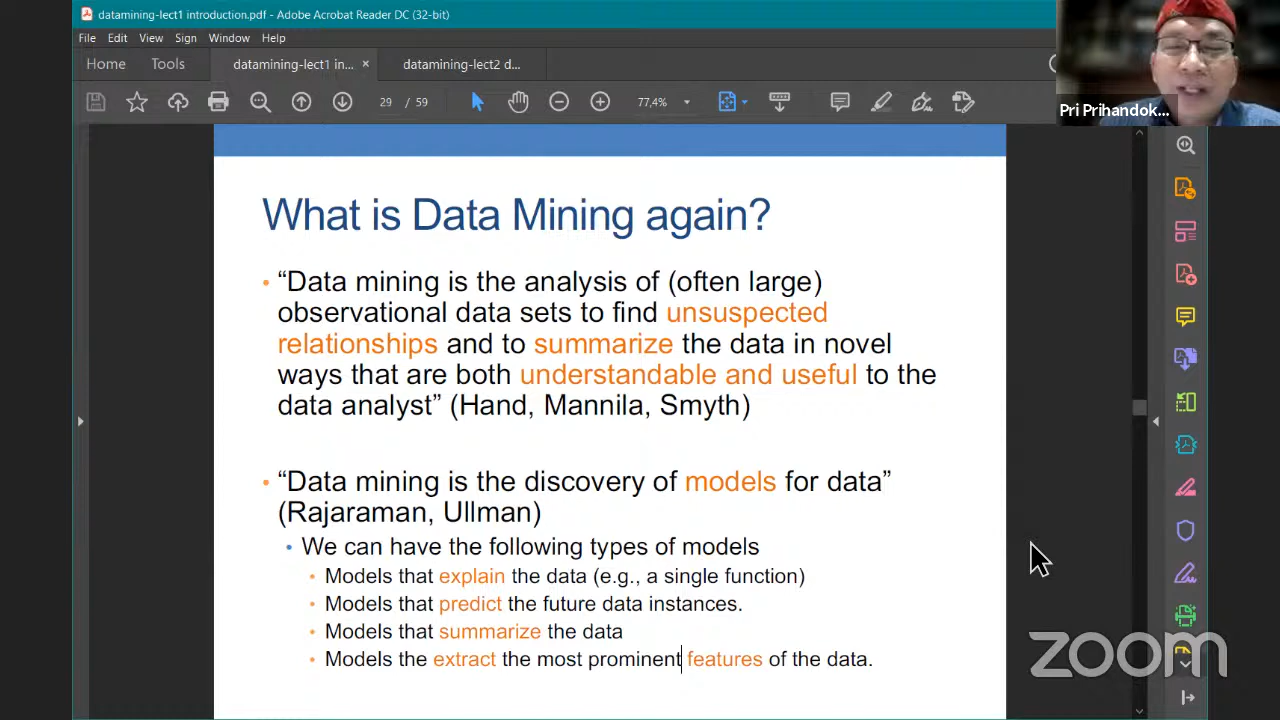 datamining-lect1 introduction.pdf - Adobe Acrobat Reader DC (32-bit)
File Edit View Sign Window Help
Home Tools datamining-lect1 in... × datamining-lect2 d...
29 / 59 77,4%
Pri Prihandok...
What is Data Mining again?
• “Data mining is the analysis of (often large)
observational data sets to find unsuspected
relationships and to summarize the data in novel
ways that are both understandable and useful to the
data analyst” (Hand, Mannila, Smyth)
• “Data mining is the discovery of models for data”
(Rajaraman, Ullman)
• We can have the following types of models
• Models that explain the data (e.g., a single function)
• Models that predict the future data instances.
• Models that summarize the data
• Models the extract the most prominent features of the data.
zoom